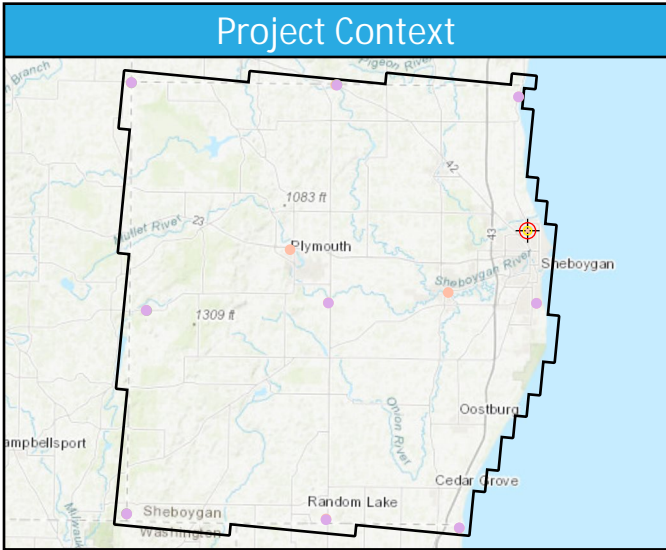 Project Context
Pigeon River
Branch
42
1083 ft
Mullet River
23
43
Plymouth
Sheboygan River
Sheboygan
1309 ft
Onion River
Oostburg
ampbellsport
Cedar Grove
Random Lake
Sheboygan
Washington